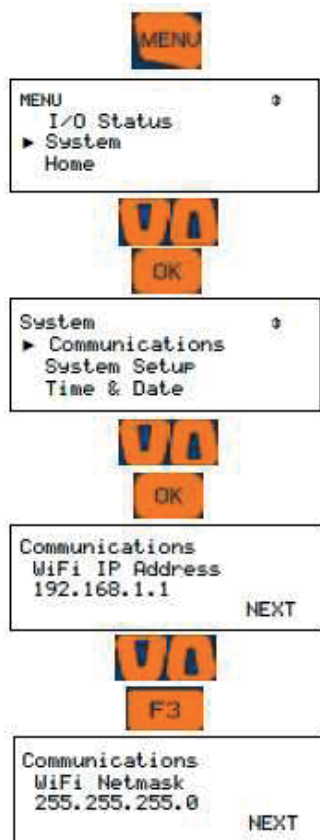 MENU
MENU
I/O Status
► System
Home
OK
System
► Communications
System Setup
Time & Date
OK
Communications
WiFi IP Address
192.168.1.1
NEXT
F3
Communications
WiFi Netmask
255.255.255.0
NEXT